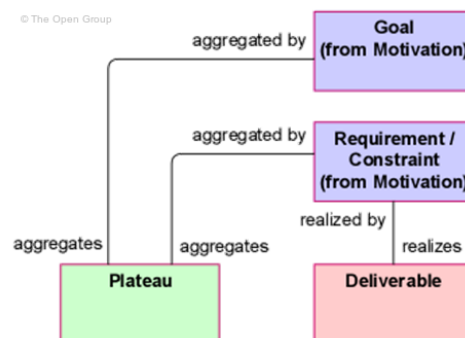 © The Open Group
Goal
(from Motivation)
aggregated by
aggregated by
Requirement /
Constraint
(from Motivation)
realized by
aggregates
aggregates
realizes
Plateau
Deliverable